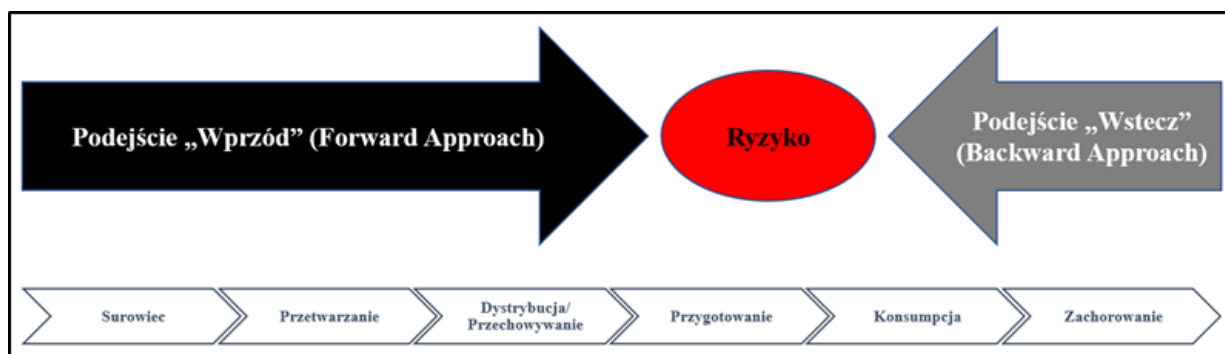 Podejście „Wprzód” (Forward Approach)
Ryzyko
Podejście „Wstecz”
(Backward Approach)
Surowiec
Przetwarzanie
Dystrybucja/
Przechowywanie
Przygotowanie
Konsumpcja
Zachorowanie